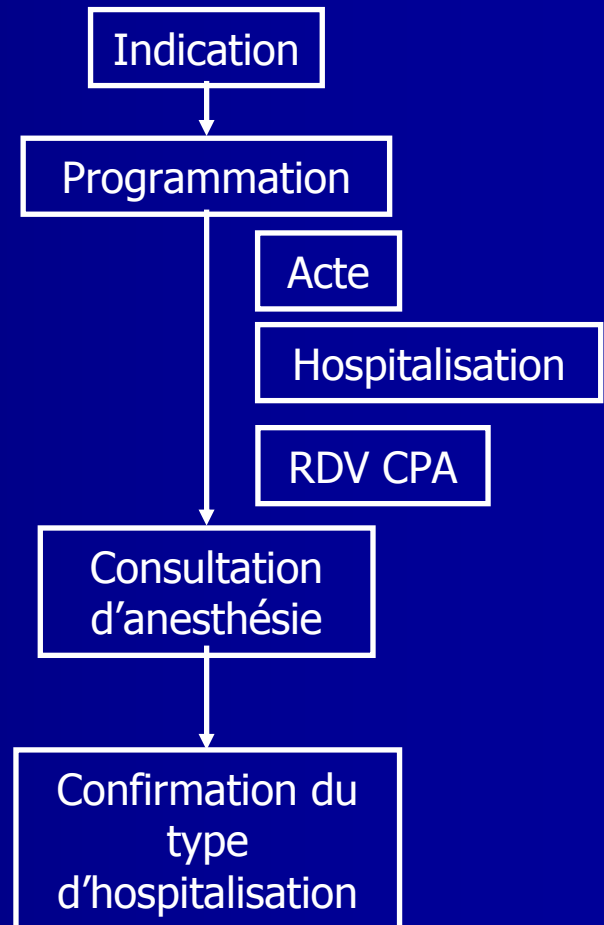 Indication
Programmation
Acte
Hospitalisation
RDV CPA
Consultation
d’anesthésie
Confirmation du
type
d’hospitalisation